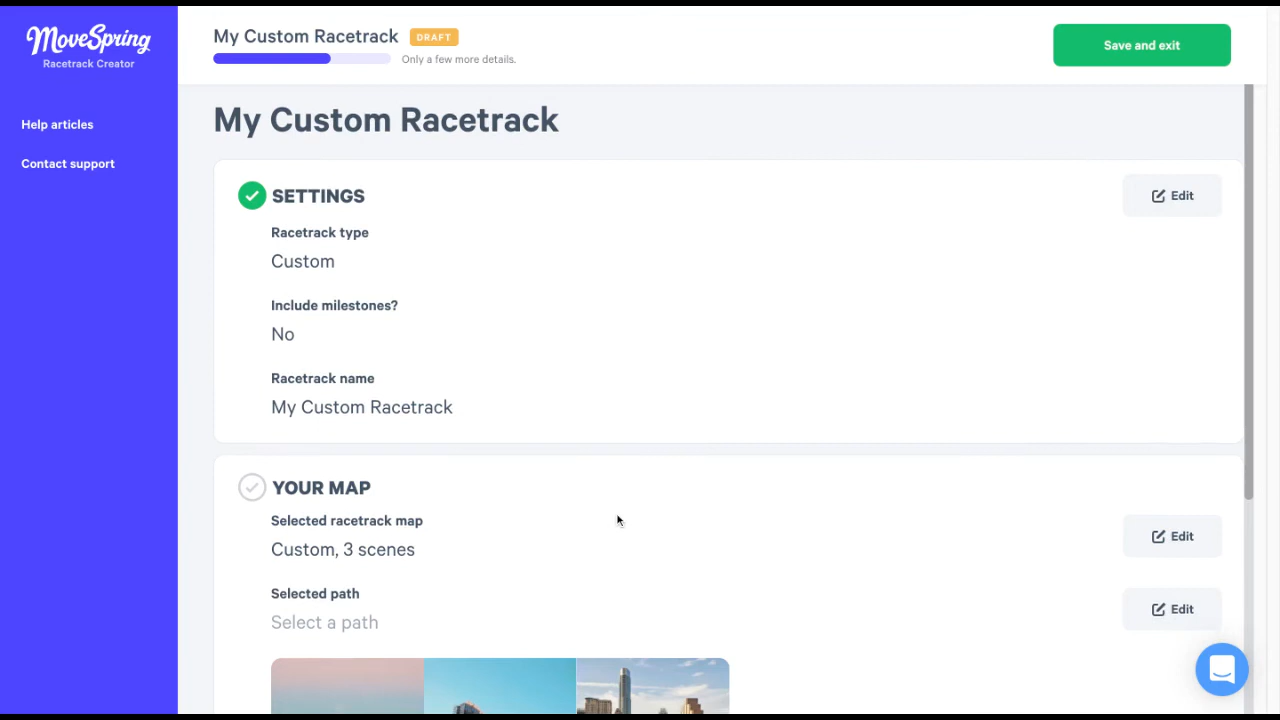 MoveSpring
Racetrack Creator
Help articles
Contact support
My Custom Racetrack DRAFT
Only a few more details.
Save and exit
My Custom Racetrack
SETTINGS
Edit
Racetrack type
Custom
Include milestones?
No
Racetrack name
My Custom Racetrack
YOUR MAP
Selected racetrack map
Custom, 3 scenes
Edit
Selected path
Select a path
Edit